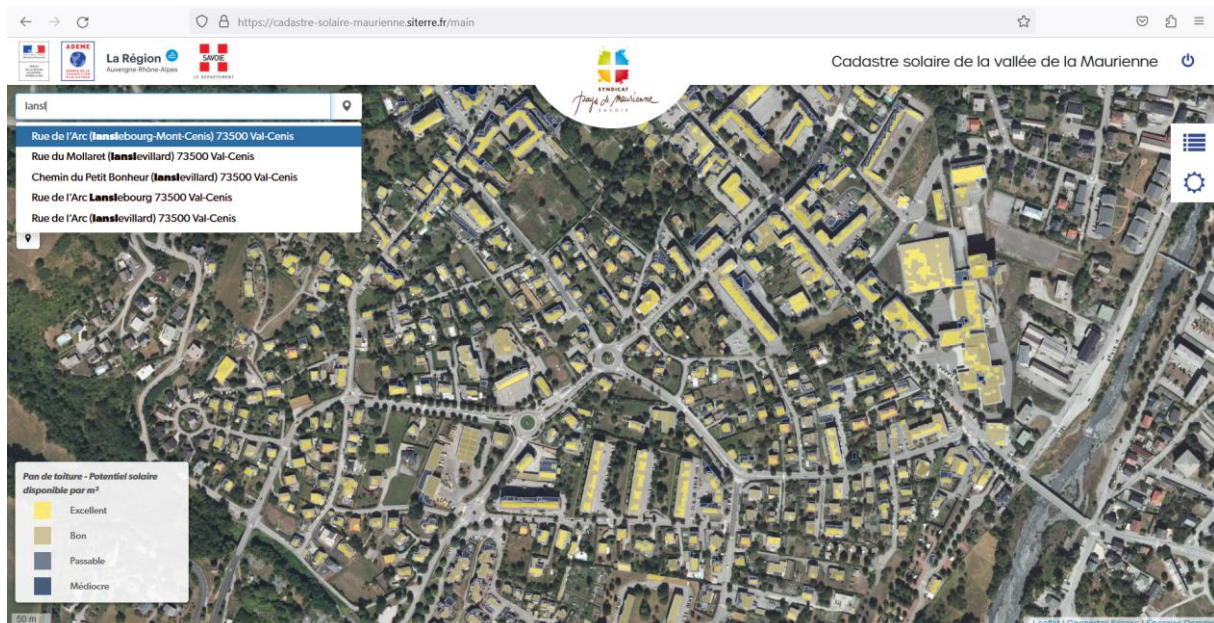 https://cadastre-solaire-maurienne.siterre.fr/main
ADEME
La Région
Auvergne-Rhône-Alpes
SAVOIE
LE DÉPARTEMENT
SYNDICAT
Pays de Maurienne
SAVOIE
Cadastre solaire de la vallée de la Maurienne
lansl
Rue de l'Arc (lanslebourg-Mont-Cenis) 73500 Val-Cenis
Rue du Mollaret (lanslevillard) 73500 Val-Cenis
Chemin du Petit Bonheur (lanslevillard) 73500 Val-Cenis
Rue de l'Arc Lanslebourg 73500 Val-Cenis
Rue de l'Arc (lanslevillard) 73500 Val-Cenis
Pan de toiture - Potentiel solaire
disponible par m²
Excellent
Bon
Passable
Médiocre
50 m